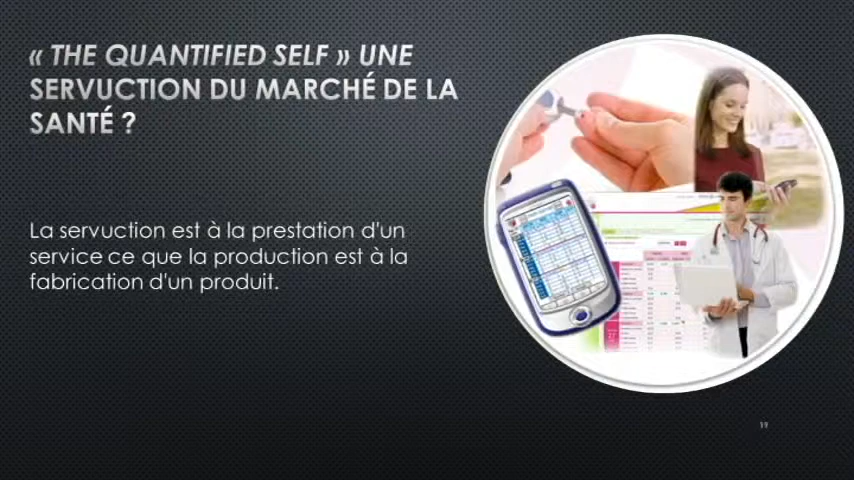 « THE QUANTIFIED SELF » UNE
SERVUCTION DU MARCHÉ DE LA
SANTÉ ?
La servuction est à la prestation d'un
service ce que la production est à la
fabrication d'un produit.